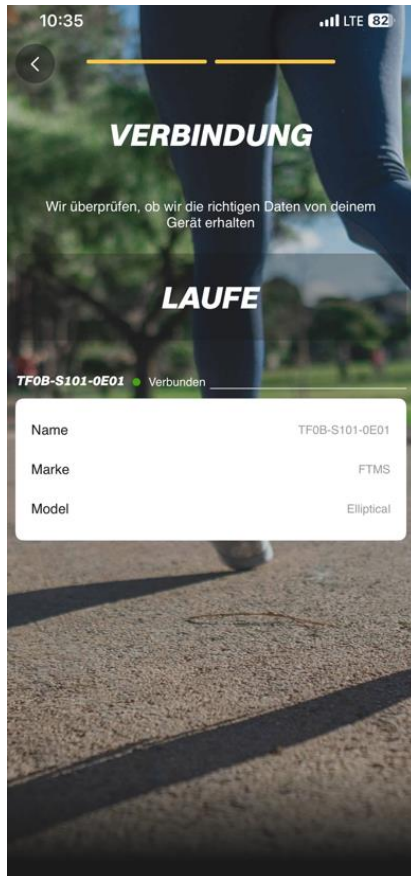 10:35
LTE 82
VERBINDUNG
Wir überprüfen, ob wir die richtigen Daten von deinem
Gerät erhalten
LAUFE
TF0B-S101-0E01 Verbunden
Name TF0B-S101-0E01
Marke FTMS
Model Elliptical